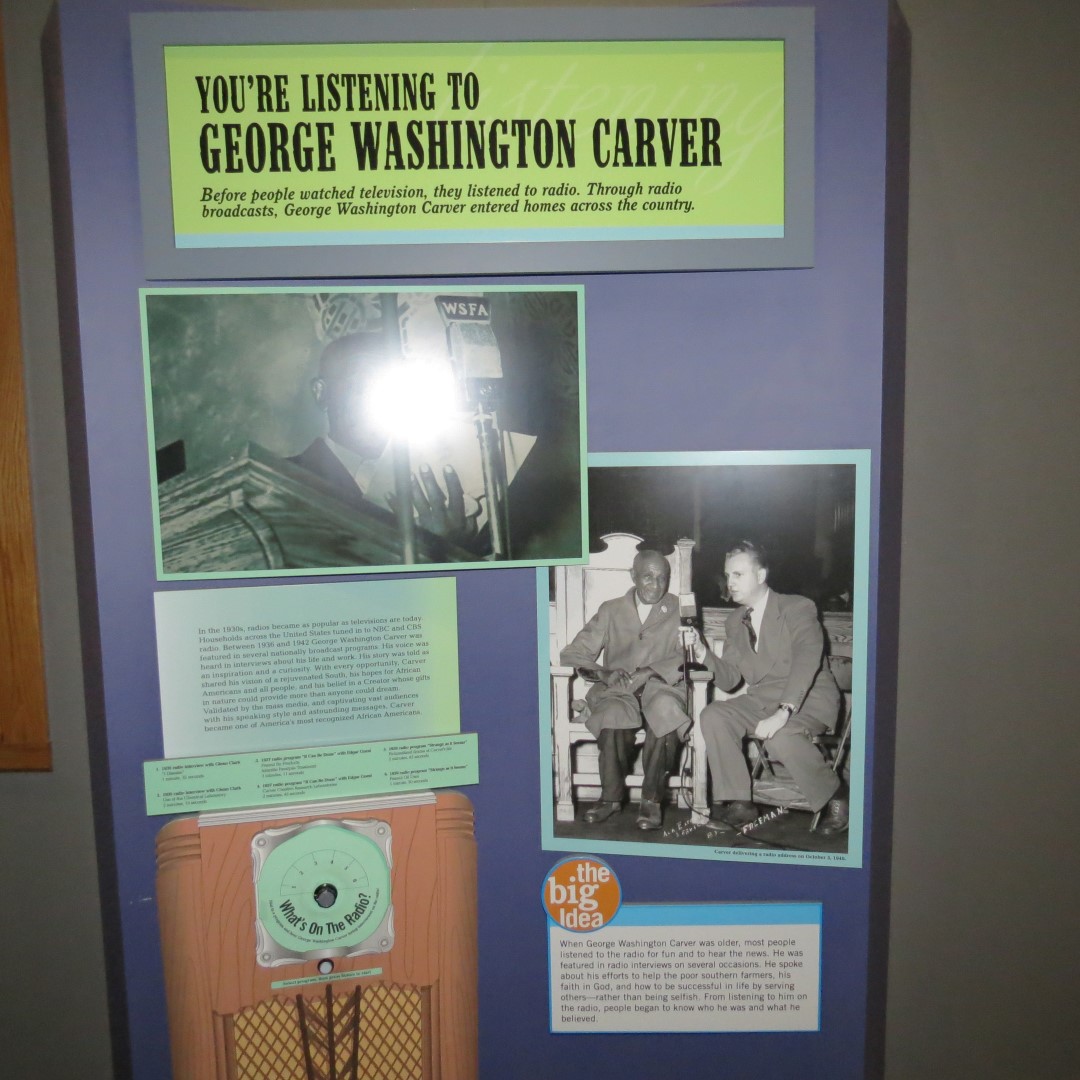 YOU'RE LISTENING TO
GEORGE WASHINGTON CARVER
Before people watched television, they listened to radio. Through radio
broadcasts, George Washington Carver entered homes across the country.
WSFA
In the 1930s, radios became as popular as televisions are today.
Households across the United States tuned in to NBC and CBS
radio. Between 1936 and 1942 George Washington Carver was
featured in several nationally broadcast programs. His voice was
heard in interviews about his life and work. His story was told as
an inspiration and a curiosity. With every opportunity, Carver
shared his vision of a rejuvenated South, his hopes for African
Americans and all people, and his belief in a Creator whose gifts
in nature could provide more than anyone could dream.
Validated by the mass media, and captivating vast audiences
with his speaking style and astounding messages, Carver
became one of America's most recognized African Americans.
What's On The Radio?
FREEMAN
Carver delivering a radio address on October 5, 1940.
the
big
Idea
When George Washington Carver was older, most people
listened to the radio for fun and to hear the news. He was
featured in radio interviews on several occasions. He spoke
about his efforts to help the poor southern farmers, his
faith in God, and how to be successful in life by serving
others—rather than being selfish. From listening to him on
the radio, people began to know who he was and what he
believed.